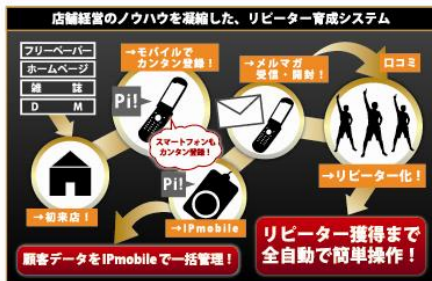 店舗経営のノウハウを凝縮した、リピーター育成システム
フリーペーパー
ホームページ
雑誌
DM
→初来店！
→モバイルで
カンタン登録！
Pi!
スマートフォンも
カンタン登録！
Pi!
→IPmobile
→メルマガ
受信・開封！
口コミ
→リピーター化！
顧客データをIPmobileで一括管理！
リピーター獲得まで
全自動で簡単操作！